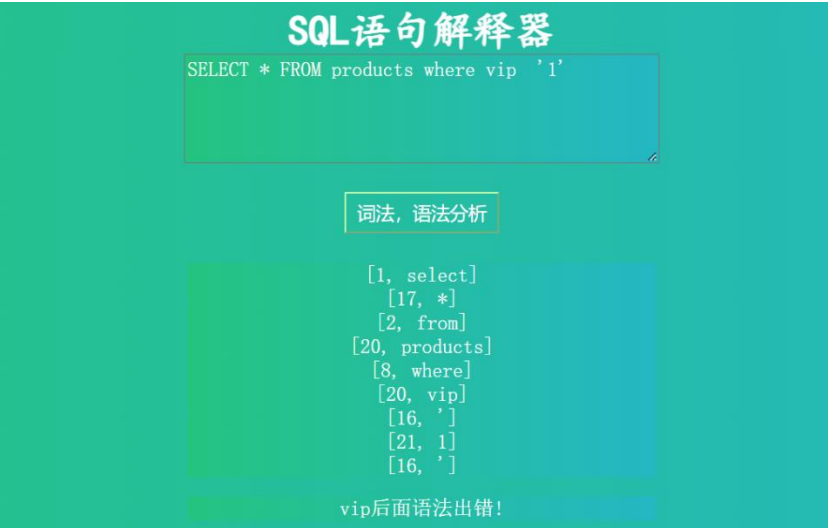 SQL语句解释器
SELECT * FROM products where vip  '1'
词法，语法分析
[1, select]
[17, *]
[2, from]
[20, products]
[8, where]
[20, vip]
[16, ']
[21, 1]
[16, ']
vip后面语法出错!